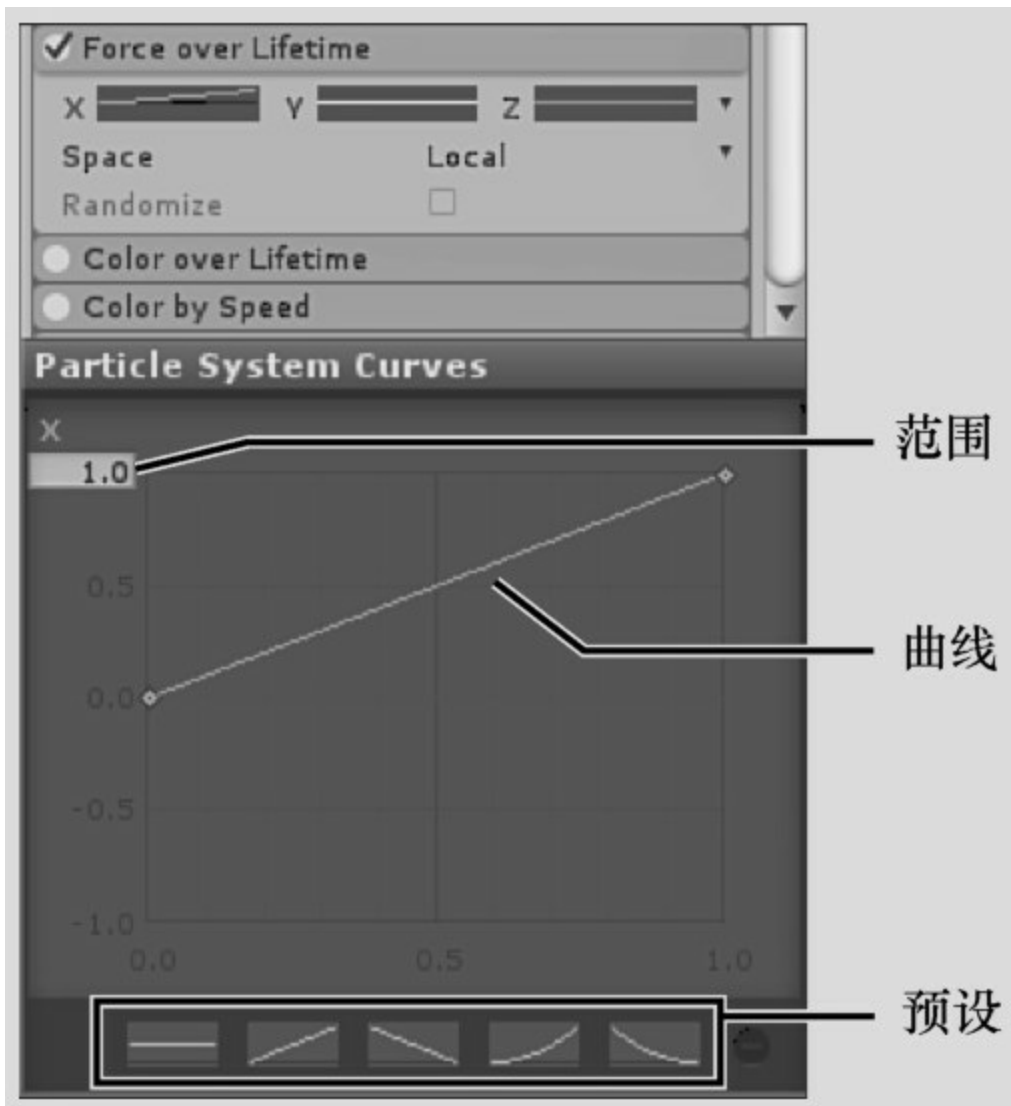 Force over Lifetime
X Y Z
Space Local
Randomize
Color over Lifetime
Color by Speed
Particle System Curves
X
1.0
范围
0.5
曲线
0.0
-0.5
-1.0
0.0 0.5 1.0
预设